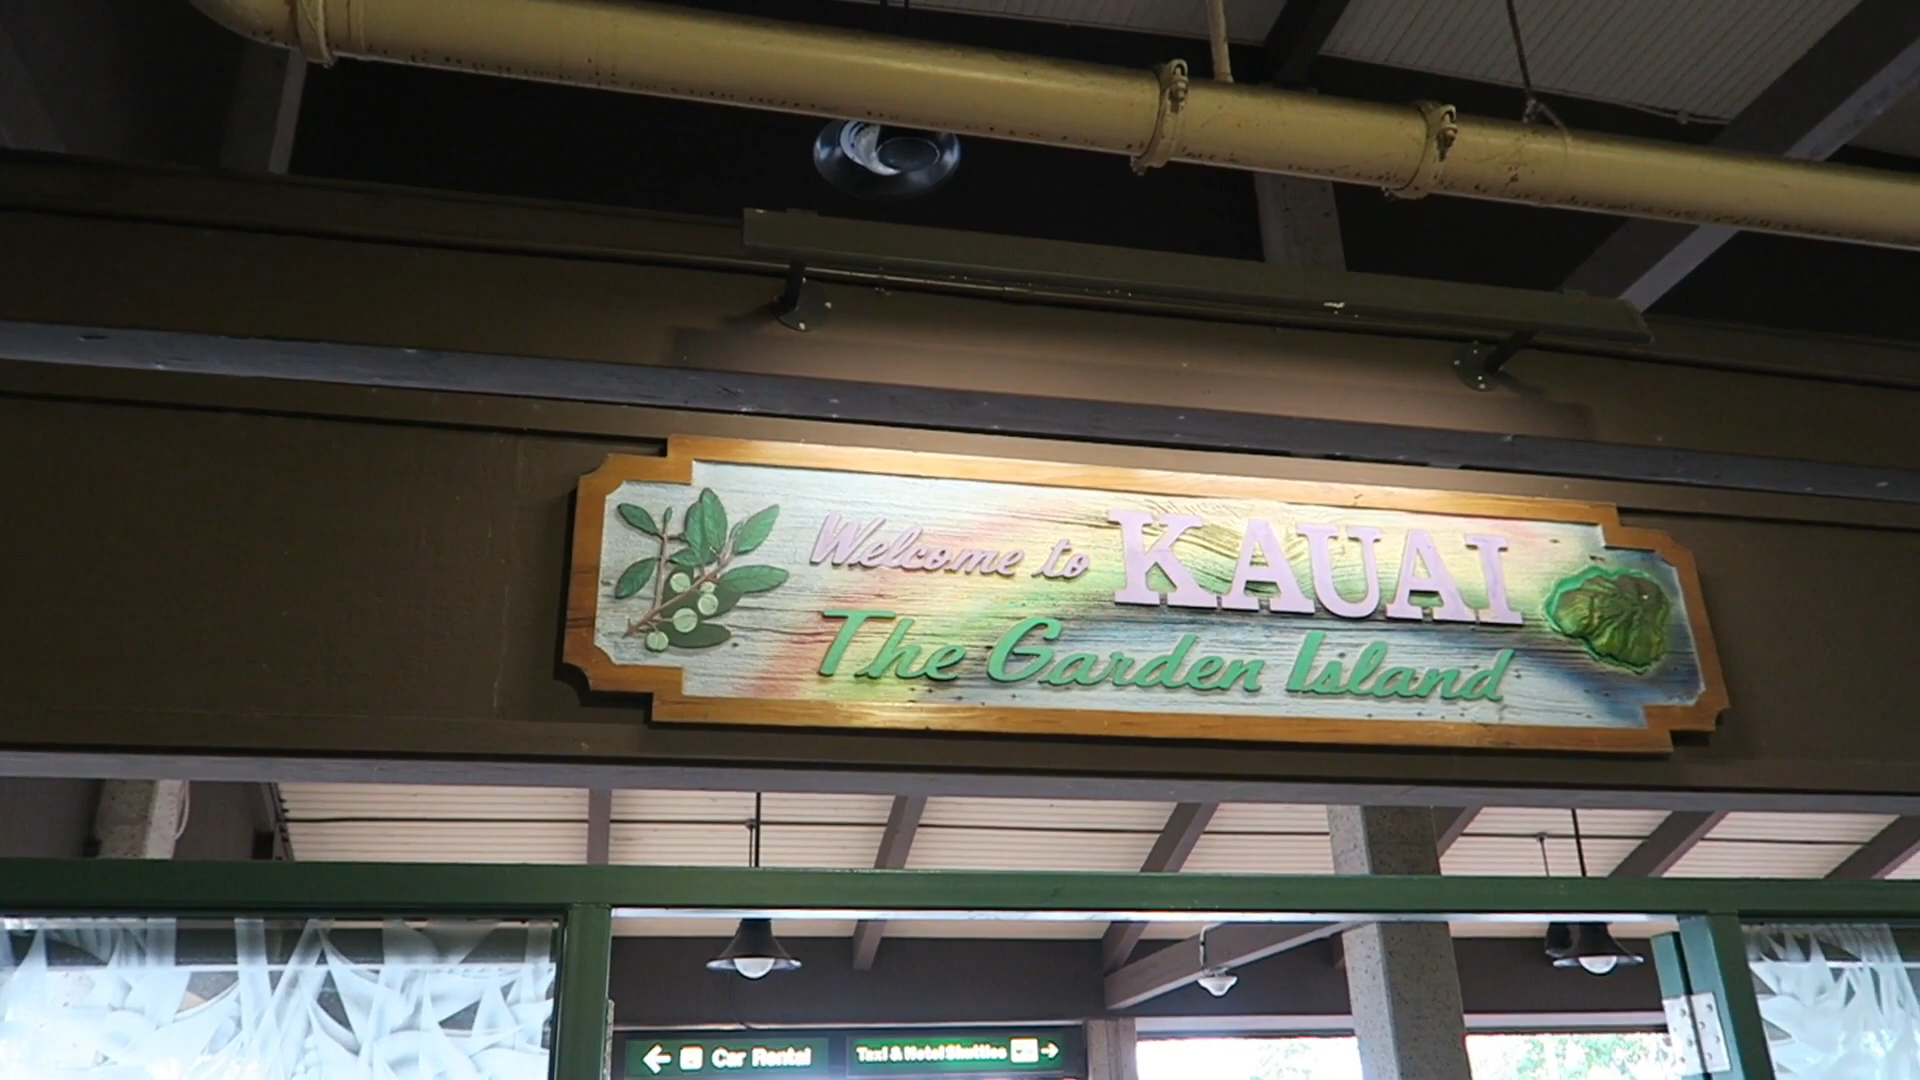 Welcome to KAUAI
The Garden Island
Car Rental
Taxi & Hotel Shuttles